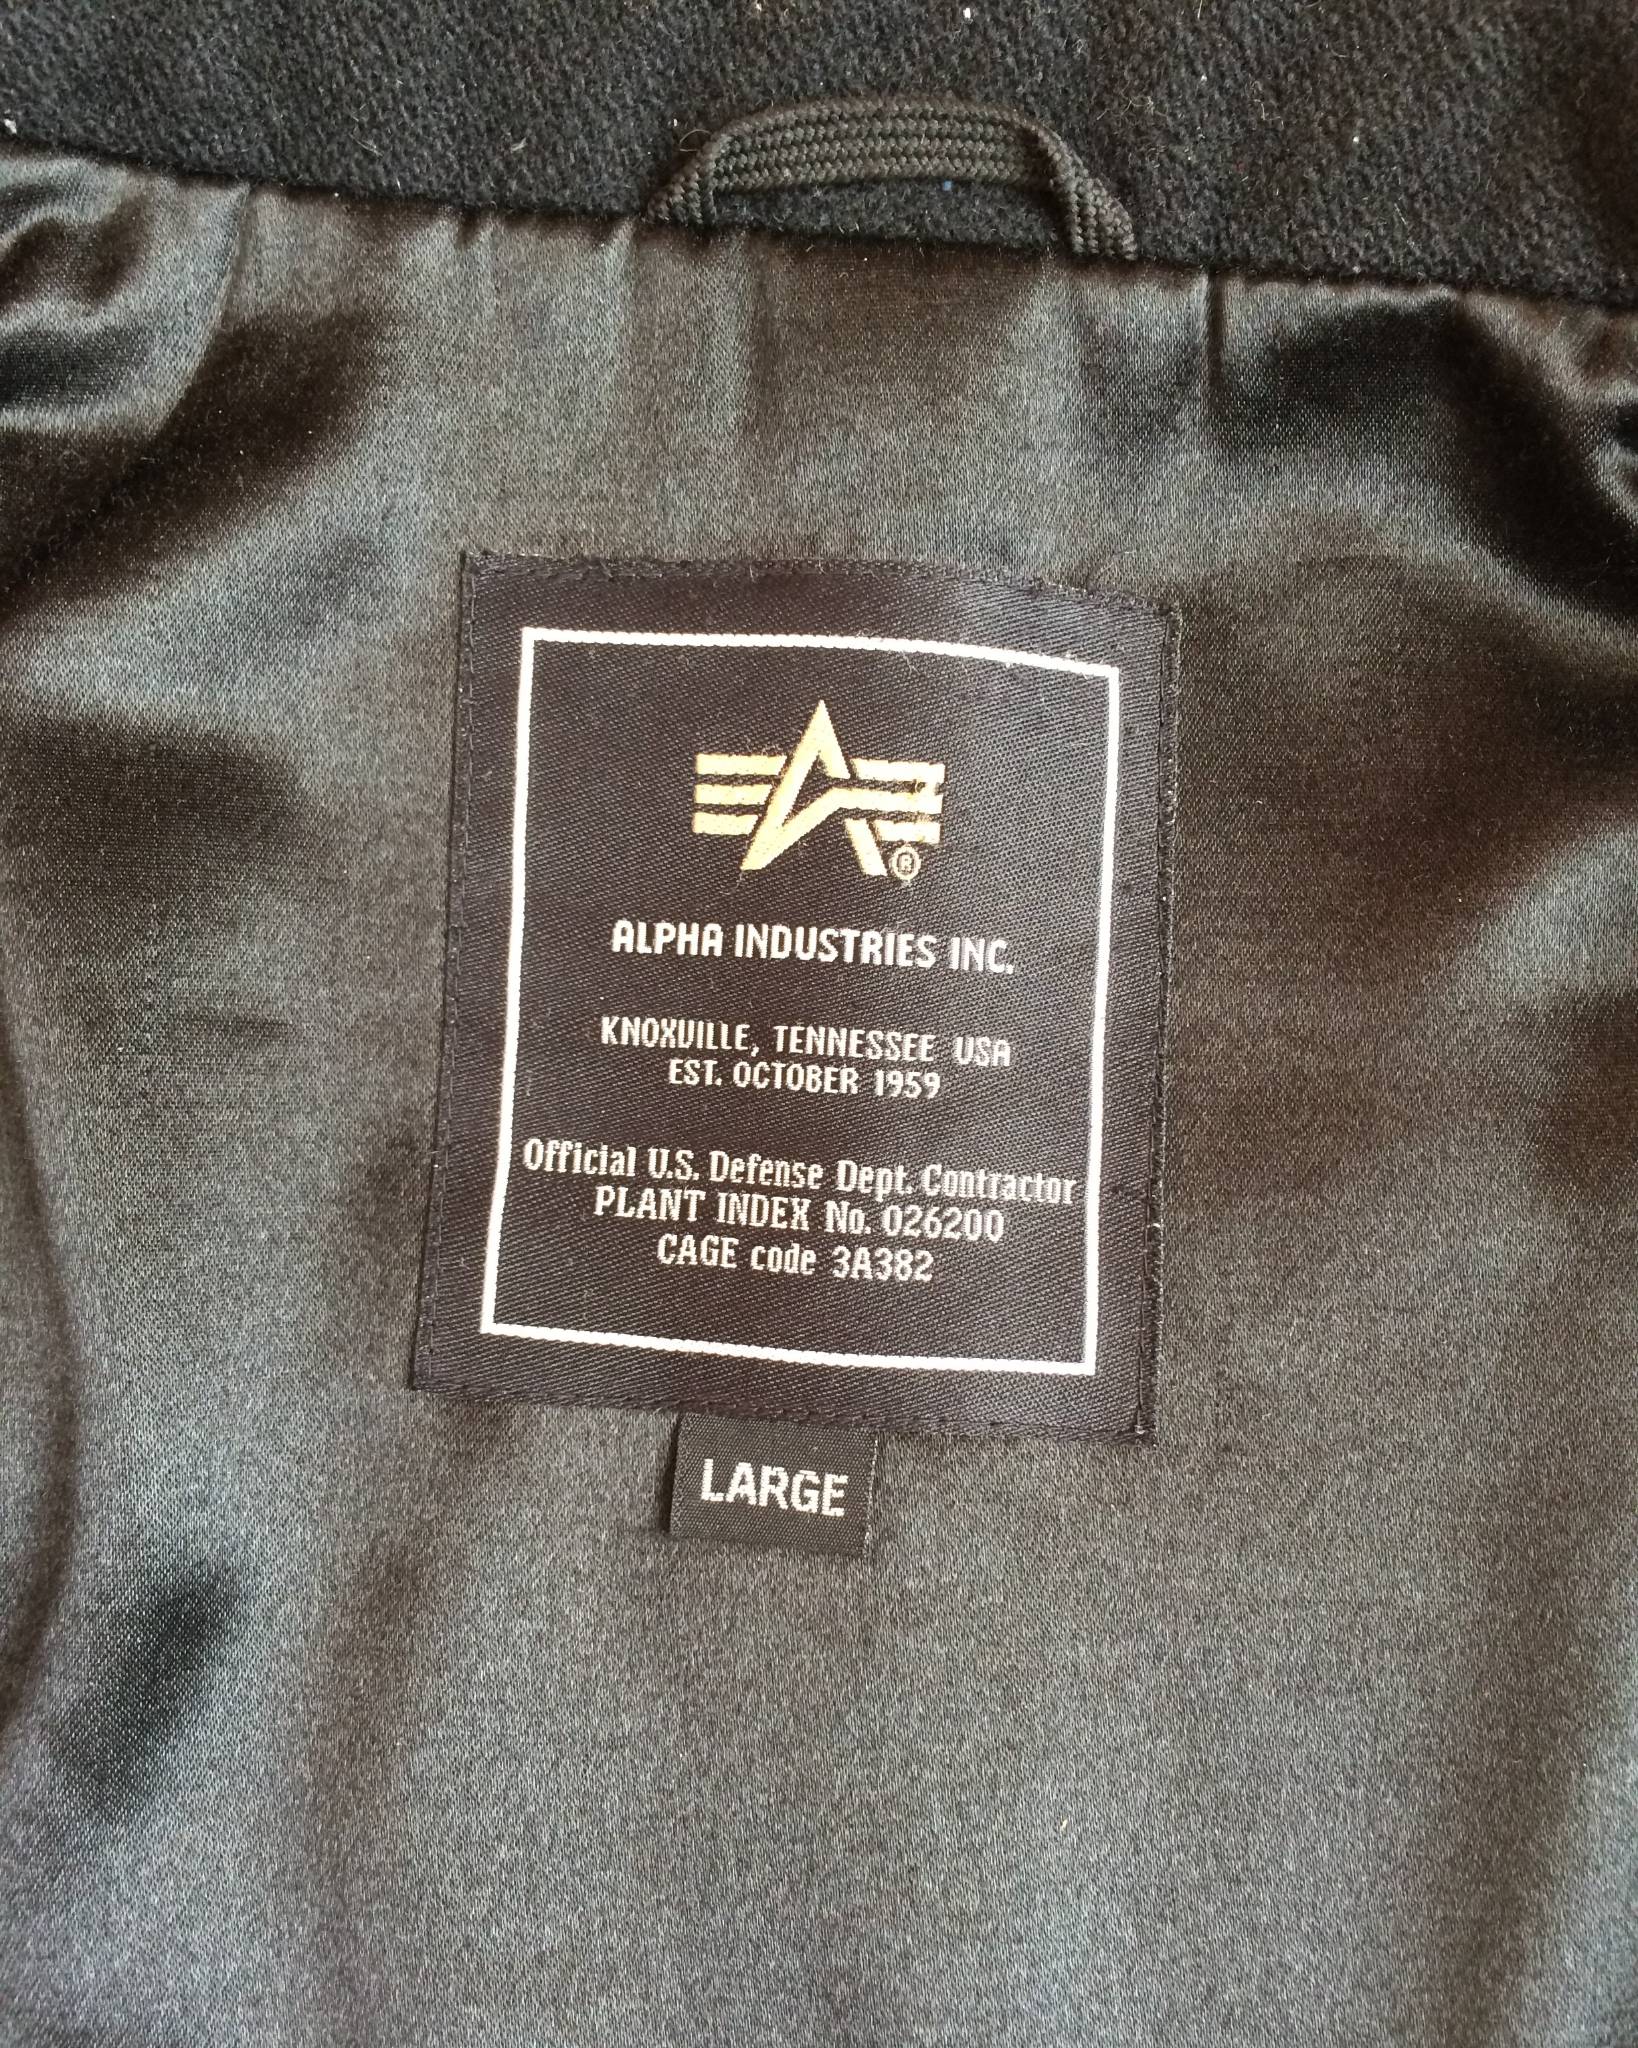 ®
ALPHA INDUSTRIES INC.
KNOXVILLE, TENNESSEE USA
EST. OCTOBER 1959
Official U.S. Defense Dept. Contractor
PLANT INDEX No. 026200
CAGE code 3A382
LARGE